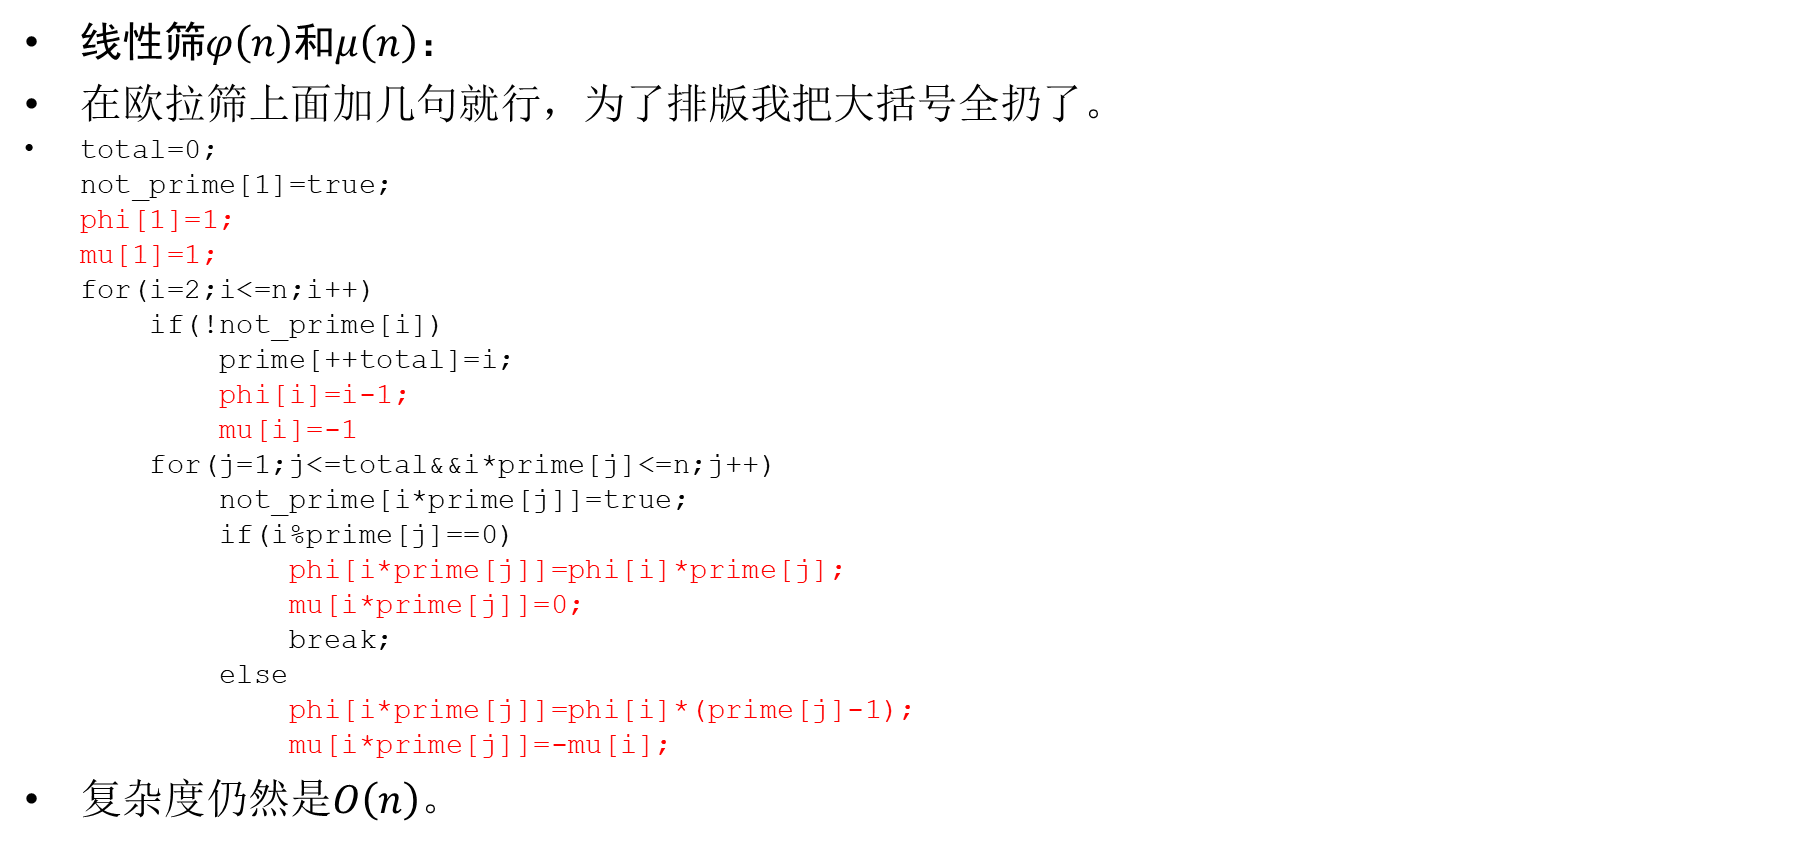 • 线性筛φ(n)和μ(n)：
• 在欧拉筛上面加几句就行，为了排版我把大括号全扔了。
• total=0;
not_prime[1]=true;
phi[1]=1;
mu[1]=1;
for(i=2;i<=n;i++)
    if(!not_prime[i])
        prime[++total]=i;
        phi[i]=i-1;
        mu[i]=-1
    for(j=1;j<=total&&i*prime[j]<=n;j++)
        not_prime[i*prime[j]]=true;
        if(i%prime[j]==0)
            phi[i*prime[j]]=phi[i]*prime[j];
            mu[i*prime[j]]=0;
            break;
        else
            phi[i*prime[j]]=phi[i]*(prime[j]-1);
            mu[i*prime[j]]=-mu[i];
• 复杂度仍然是O(n)。